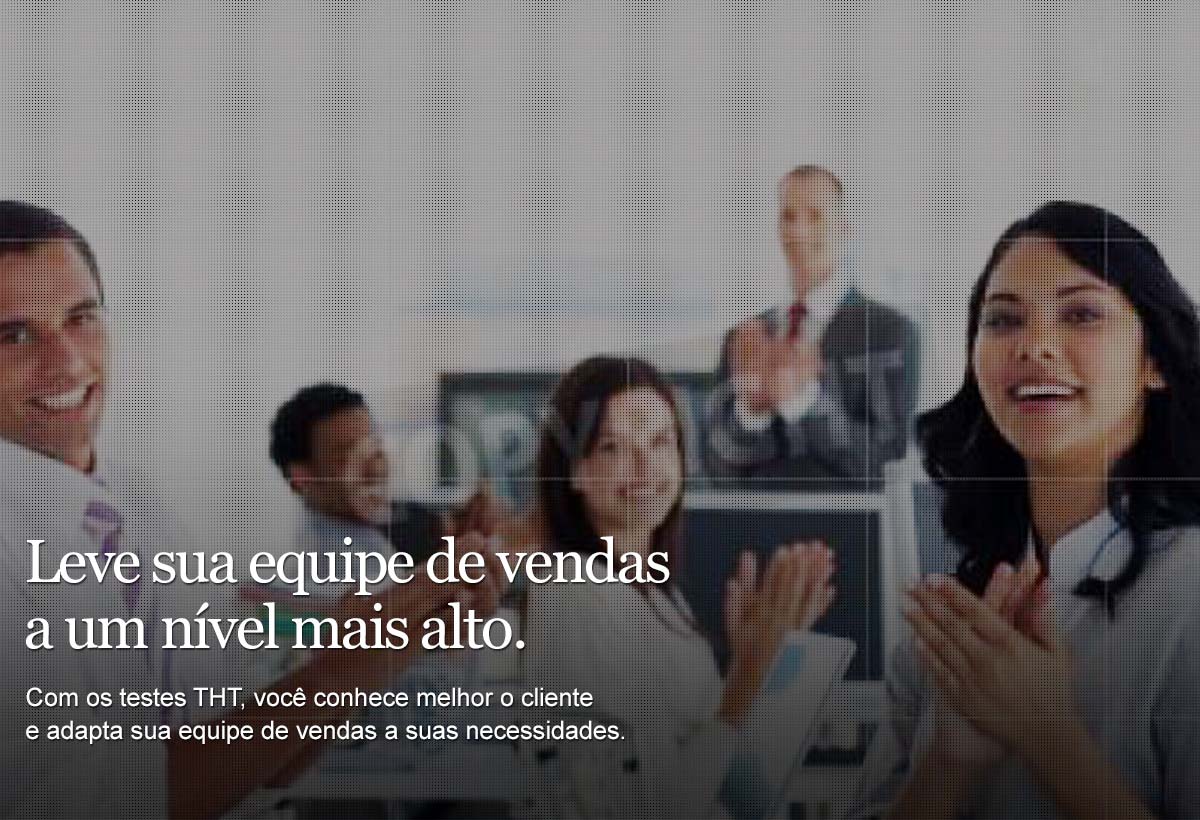 Leve sua equipe de vendas
a um nível mais alto.
Com os testes THT, você conhece melhor o cliente
e adapta sua equipe de vendas a suas necessidades.